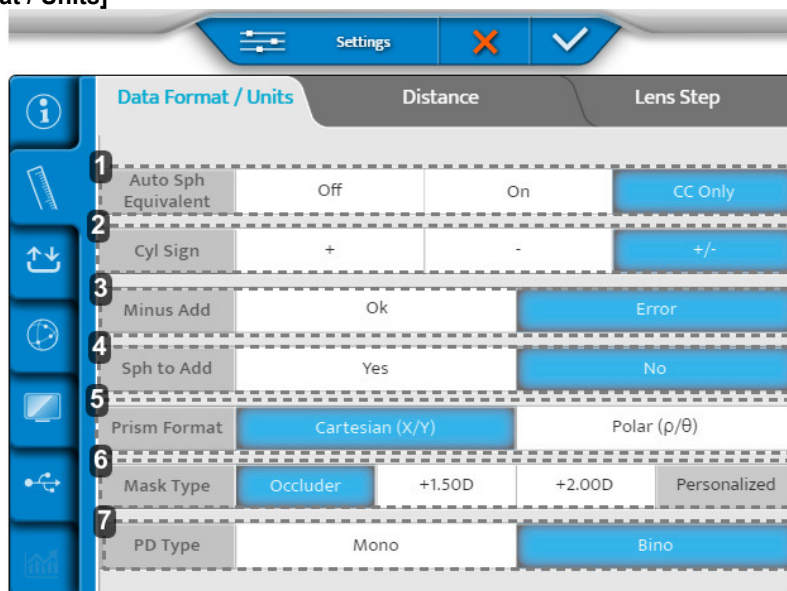 at / Units]
Settings
Data Format / Units Distance Lens Step
1
Auto Sph Equivalent Off On CC Only
2
Cyl Sign + - +/-
3
Minus Add Ok Error
4
Sph to Add Yes No
5
Prism Format Cartesian (X/Y) Polar (ρ/θ)
6
Mask Type Occluder +1.50D +2.00D Personalized
7
PD Type Mono Bino